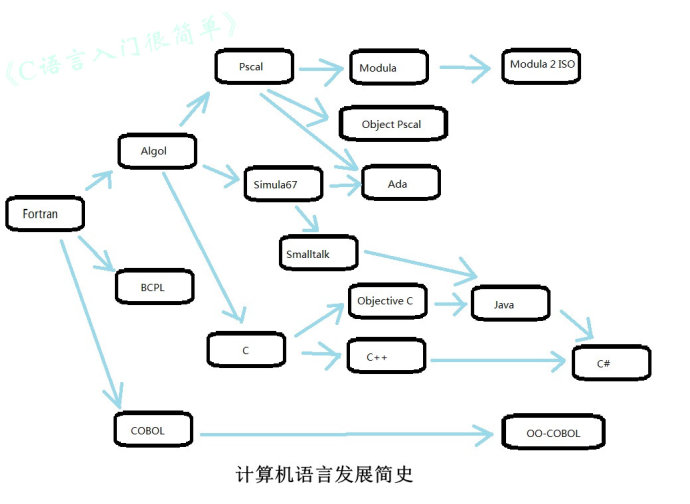 《C语言入门很简单》
Pscal
Modula
Modula 2 ISO
Object Pscal
Algol
Simula67
Ada
Fortran
Smalltalk
BCPL
Objective C
Java
C
C++
C#
COBOL
OO-COBOL
计算机语言发展简史